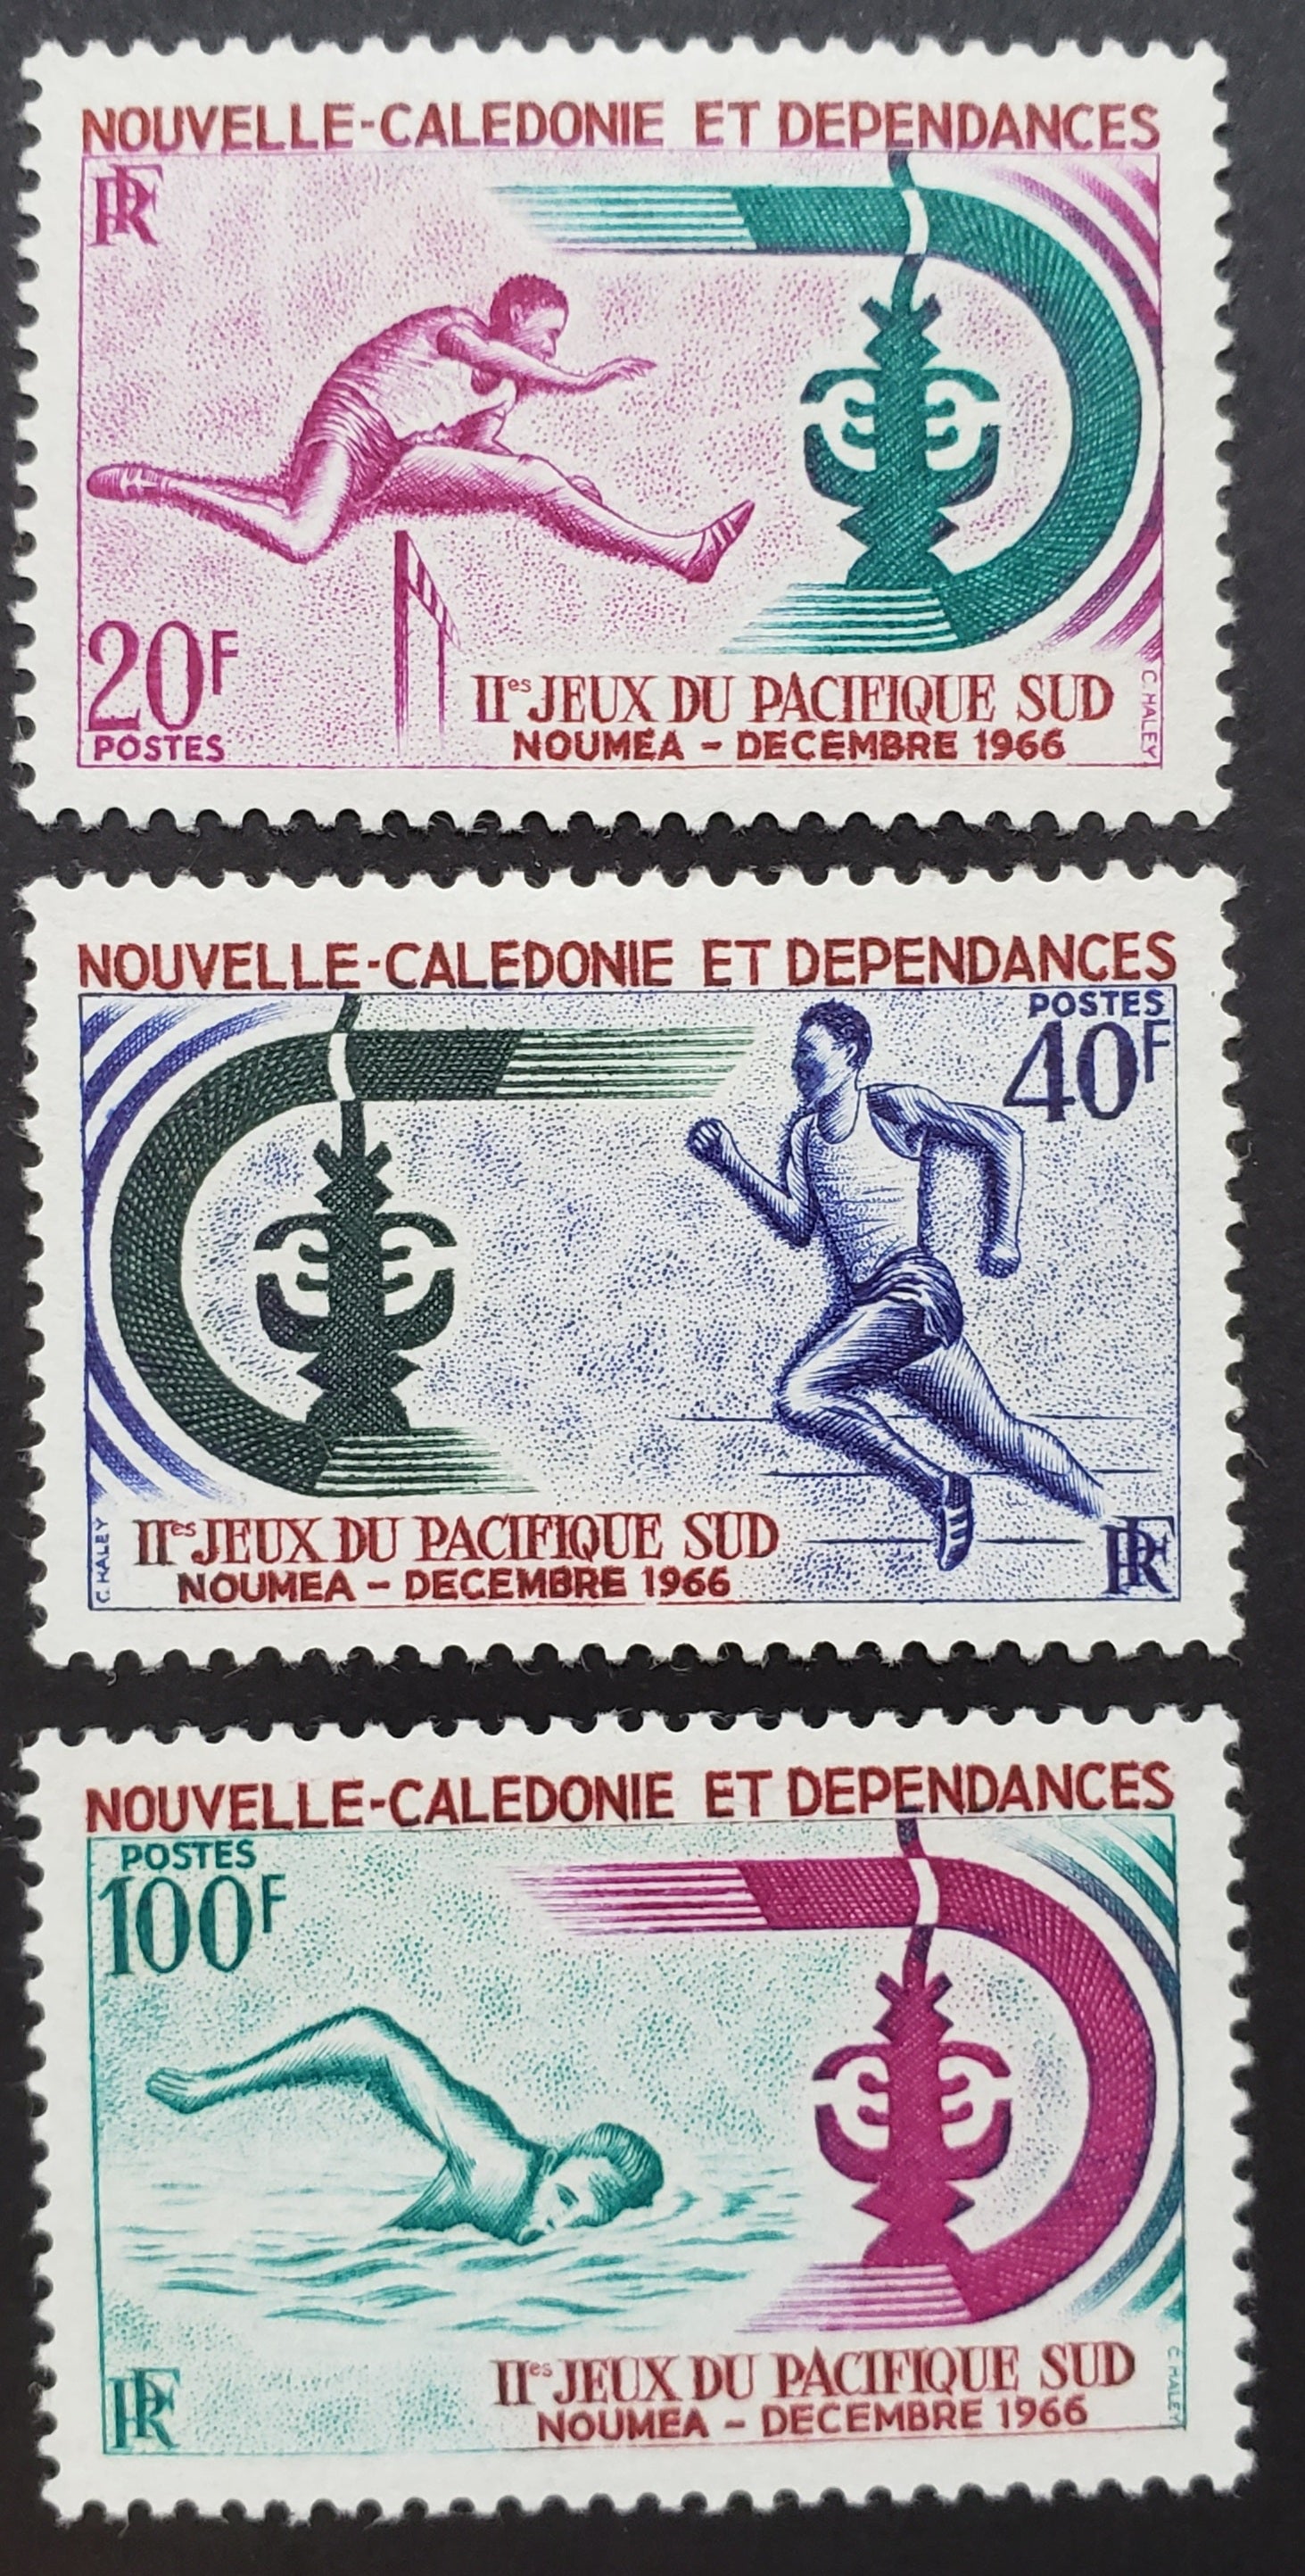 NOUVELLE-CALEDONIE ET DEPENDANCES
RF
20F
POSTES
IIes JEUX DU PACIFIQUE SUD
NOUMEA - DECEMBRE 1966
C. HALEY
NOUVELLE-CALEDONIE ET DEPENDANCES
POSTES
40F
C. HALEY
IIes JEUX DU PACIFIQUE SUD
NOUMEA - DECEMBRE 1966
RF
NOUVELLE-CALEDONIE ET DEPENDANCES
POSTES
100F
RF
IIes JEUX DU PACIFIQUE SUD
NOUMEA - DECEMBRE 1966
C HALEY